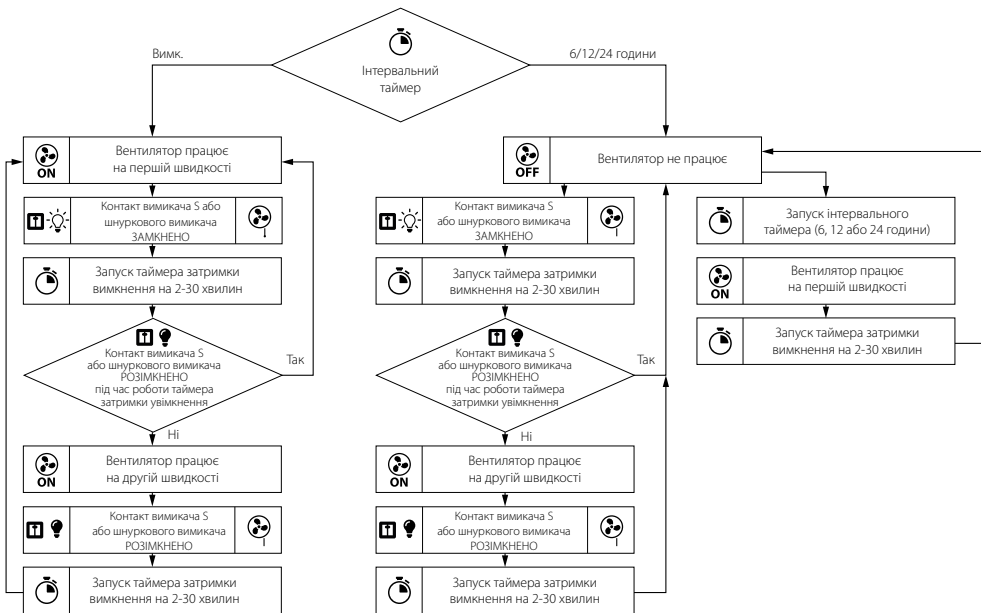 Інтервальний
таймер
Вимк.
6/12/24 години
ON
Вентилятор працює
на першій швидкості
Контакт вимикача S або
шнуркового вимикача
ЗАМКНЕНО
Запуск таймера затримки
вимкнення на 2-30 хвилин
Контакт вимикача S
або шнуркового вимикача
РОЗІМКНЕНО
під час роботи таймера
затримки увімкнення
Так
Ні
ON
Вентилятор працює
на другій швидкості
Контакт вимикача S
або шнуркового вимикача
РОЗІМКНЕНО
Запуск таймера затримки
вимкнення на 2-30 хвилин
OFF
Вентилятор не працює
Контакт вимикача S
або шнуркового вимикача
ЗАМКНЕНО
Запуск таймера затримки
вимкнення на 2-30 хвилин
Контакт вимикача S
або шнуркового вимикача
РОЗІМКНЕНО
під час роботи таймера
затримки увімкнення
Так
Ні
ON
Вентилятор працює
на другій швидкості
Контакт вимикача S
або шнуркового вимикача
РОЗІМКНЕНО
Запуск таймера затримки
вимкнення на 2-30 хвилин
Запуск інтервального
таймера (6, 12 або 24 години)
ON
Вентилятор працює
на першій швидкості
Запуск таймера затримки
вимкнення на 2-30 хвилин